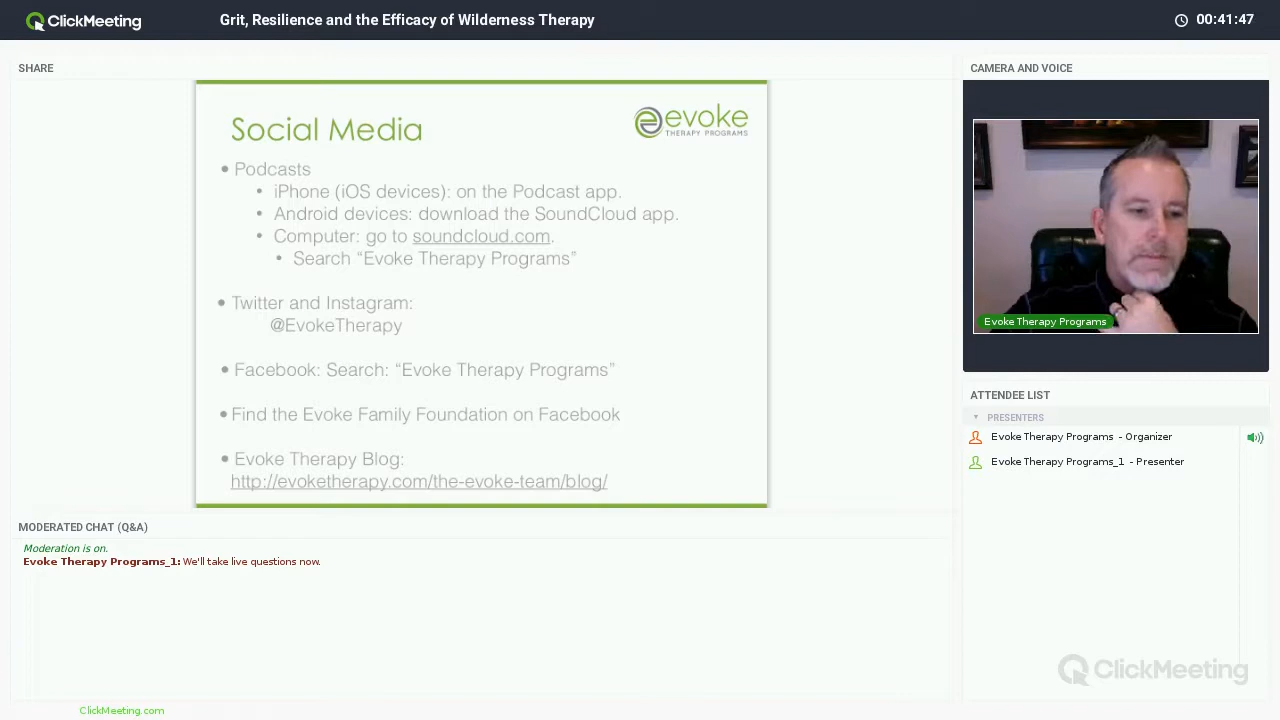 ClickMeeting
Grit, Resilience and the Efficacy of Wilderness Therapy
00:41:47
SHARE
Social Media
evoke
THERAPY PROGRAMS
• Podcasts
• iPhone (iOS devices): on the Podcast app.
• Android devices: download the SoundCloud app.
• Computer: go to soundcloud.com.
• Search “Evoke Therapy Programs”
• Twitter and Instagram:
@EvokeTherapy
• Facebook: Search: “Evoke Therapy Programs”
• Find the Evoke Family Foundation on Facebook
• Evoke Therapy Blog:
http://evoketherapy.com/the-evoke-team/blog/
CAMERA AND VOICE
Evoke Therapy Programs
ATTENDEE LIST
PRESENTERS
Evoke Therapy Programs - Organizer
Evoke Therapy Programs_1 - Presenter
MODERATED CHAT (Q&A)
Moderation is on.
Evoke Therapy Programs_1: We'll take live questions now.
ClickMeeting
ClickMeeting.com